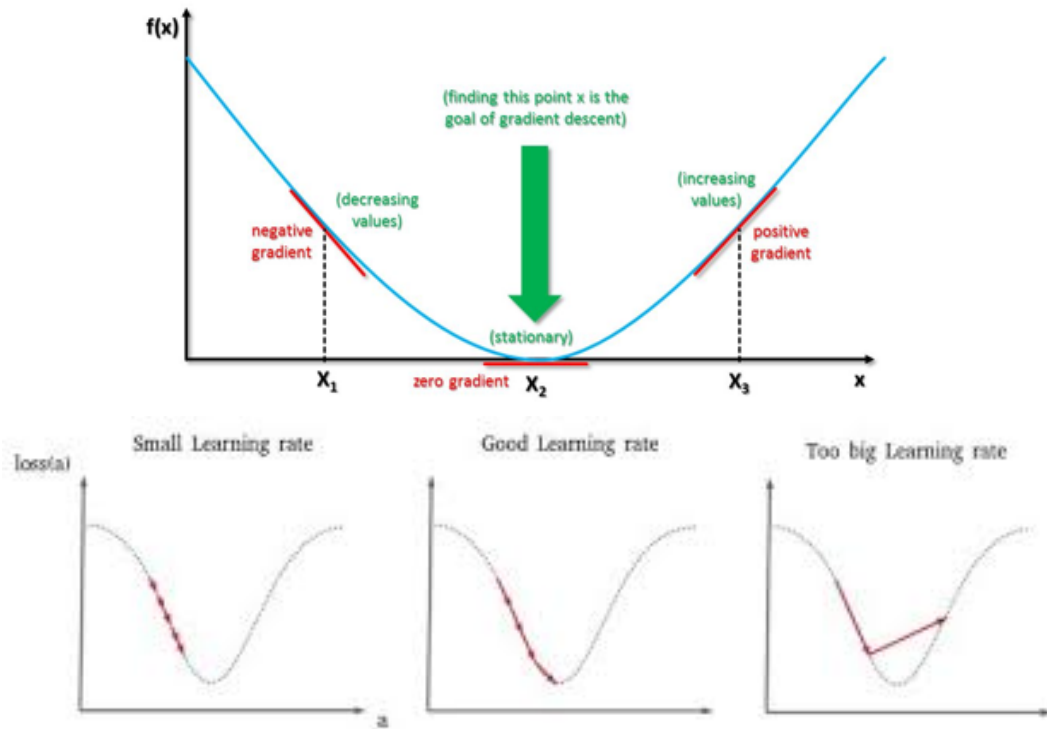 f(x)
(finding this point x is the
goal of gradient descent)
(decreasing
values)
(increasing
values)
negative
gradient
positive
gradient
(stationary)
X₁
zero gradient
X₂
X₃
x
Small Learning rate
Good Learning rate
Too big Learning rate
loss(a)
a